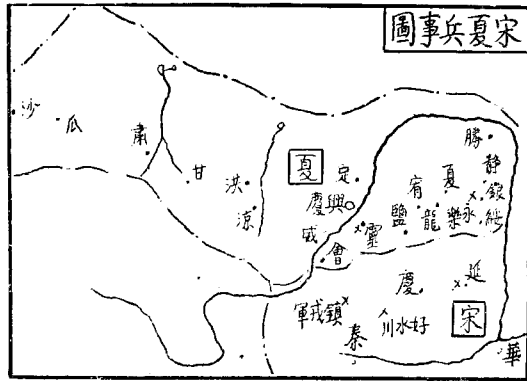 宋夏兵事圖
勝
靜
銀
綏
永樂
夏
宥
龍
鹽
定
興慶
靈
威
會
夏
洪
涼
甘
肅
瓜
沙
延
慶
宋
好水川
鎮戎軍
秦
華